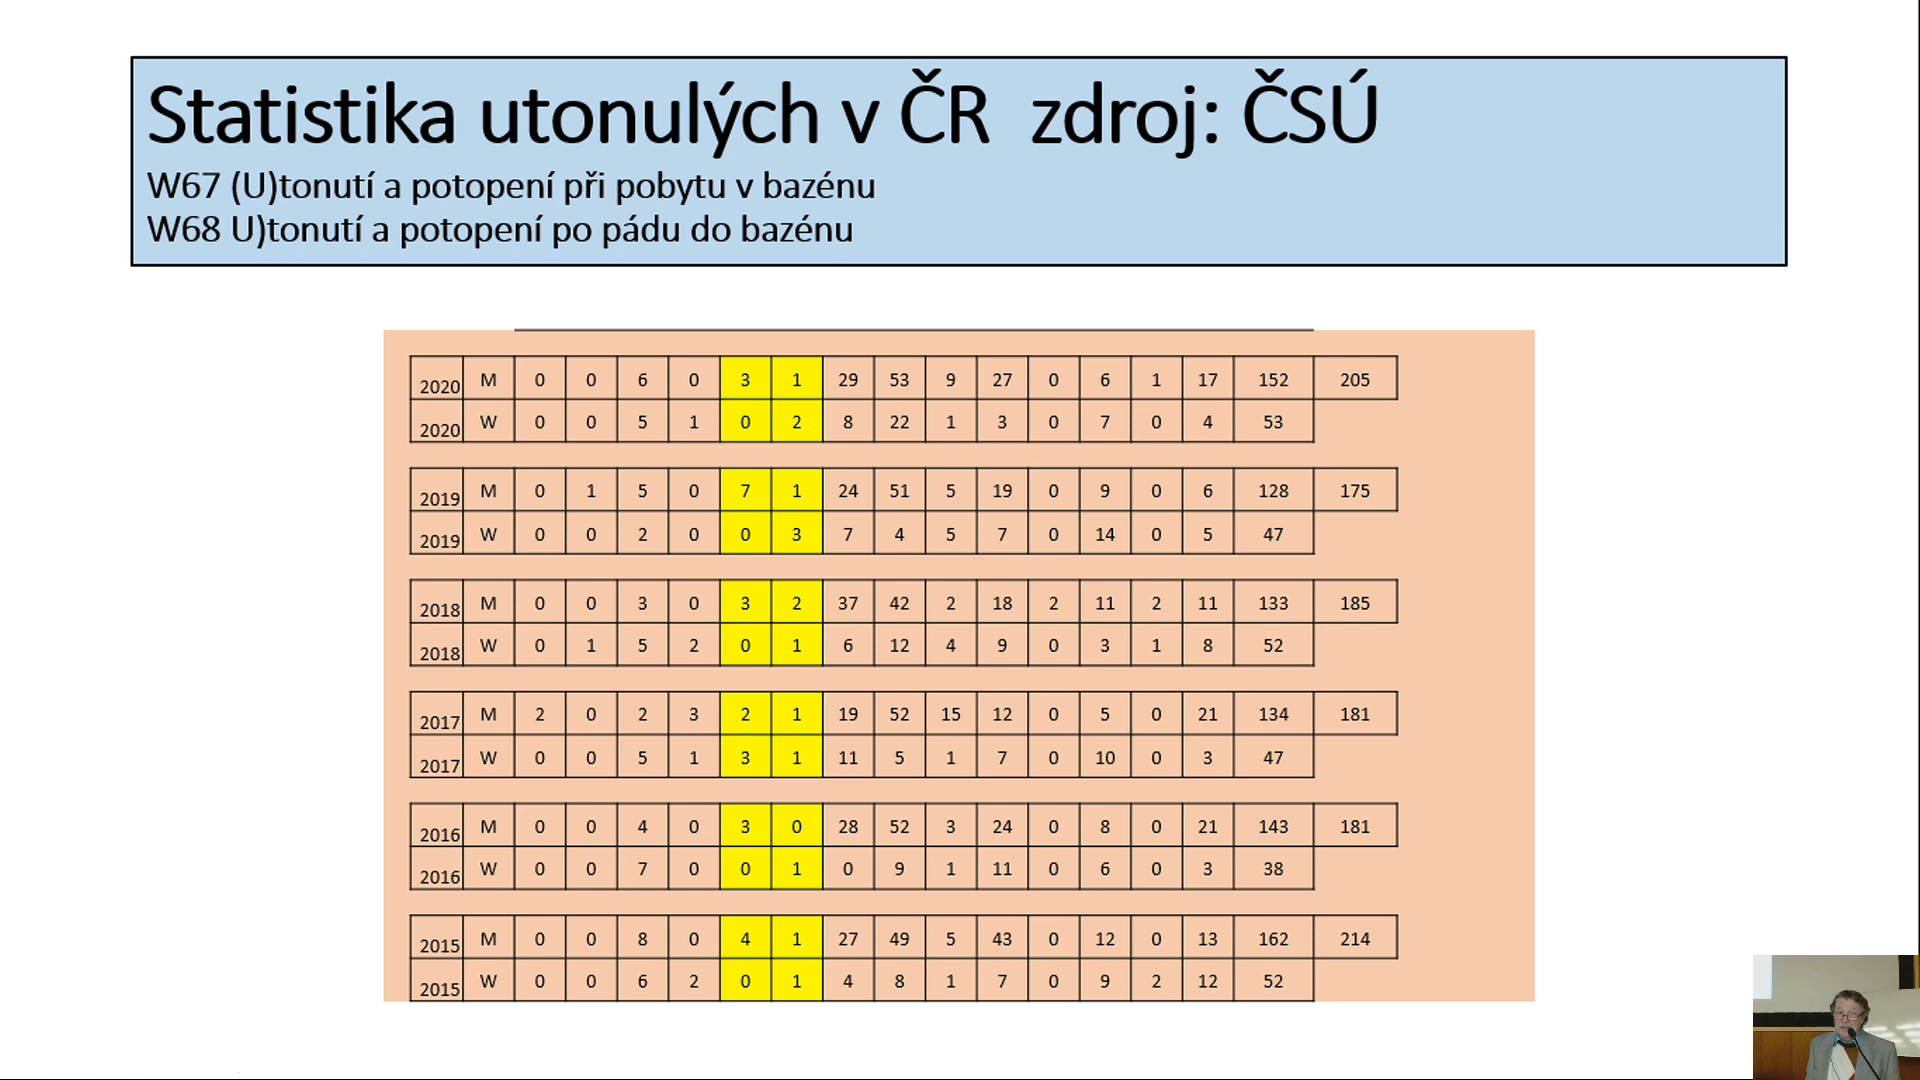 Statistika utonulých v ČR zdroj: ČSÚ
W67 (U)tonutí a potopení při pobytu v bazénu
W68 U)tonutí a potopení po pádu do bazénu
2020 M 0 0 6 0 3 1 29 53 9 27 0 6 1 17 152 205
2020 W 0 0 5 1 0 2 8 22 1 3 0 7 0 4 53
2019 M 0 1 5 0 7 1 24 51 5 19 0 9 0 6 128 175
2019 W 0 0 2 0 0 3 7 4 5 7 0 14 0 5 47
2018 M 0 0 3 0 3 2 37 42 2 18 2 11 2 11 133 185
2018 W 0 1 5 2 0 1 6 12 4 9 0 3 1 8 52
2017 M 2 0 2 3 2 1 19 52 15 12 0 5 0 21 134 181
2017 W 0 0 5 1 3 1 11 5 1 7 0 10 0 3 47
2016 M 0 0 4 0 3 0 28 52 3 24 0 8 0 21 143 181
2016 W 0 0 7 0 0 1 0 9 1 11 0 6 0 3 38
2015 M 0 0 8 0 4 1 27 49 5 43 0 12 0 13 162 214
2015 W 0 0 6 2 0 1 4 8 1 7 0 9 2 12 52